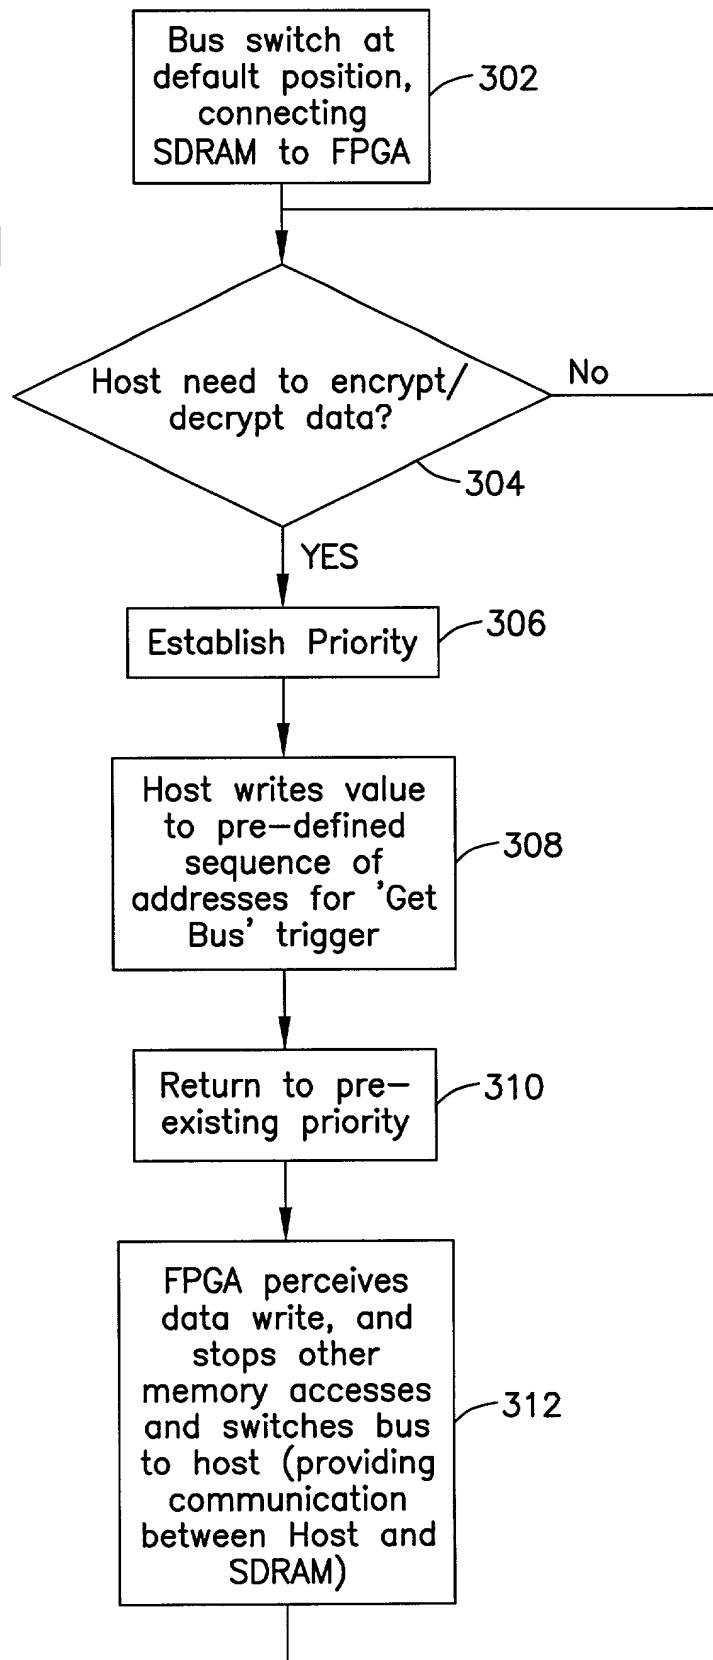 Bus switch at
default position,
connecting
SDRAM to FPGA
302
Host need to encrypt/
decrypt data?
No
304
YES
Establish Priority
306
Host writes value
to pre-defined
sequence of
addresses for 'Get
Bus' trigger
308
Return to pre-
existing priority
310
FPGA perceives
data write, and
stops other
memory accesses
and switches bus
to host (providing
communication
between Host and
SDRAM)
312